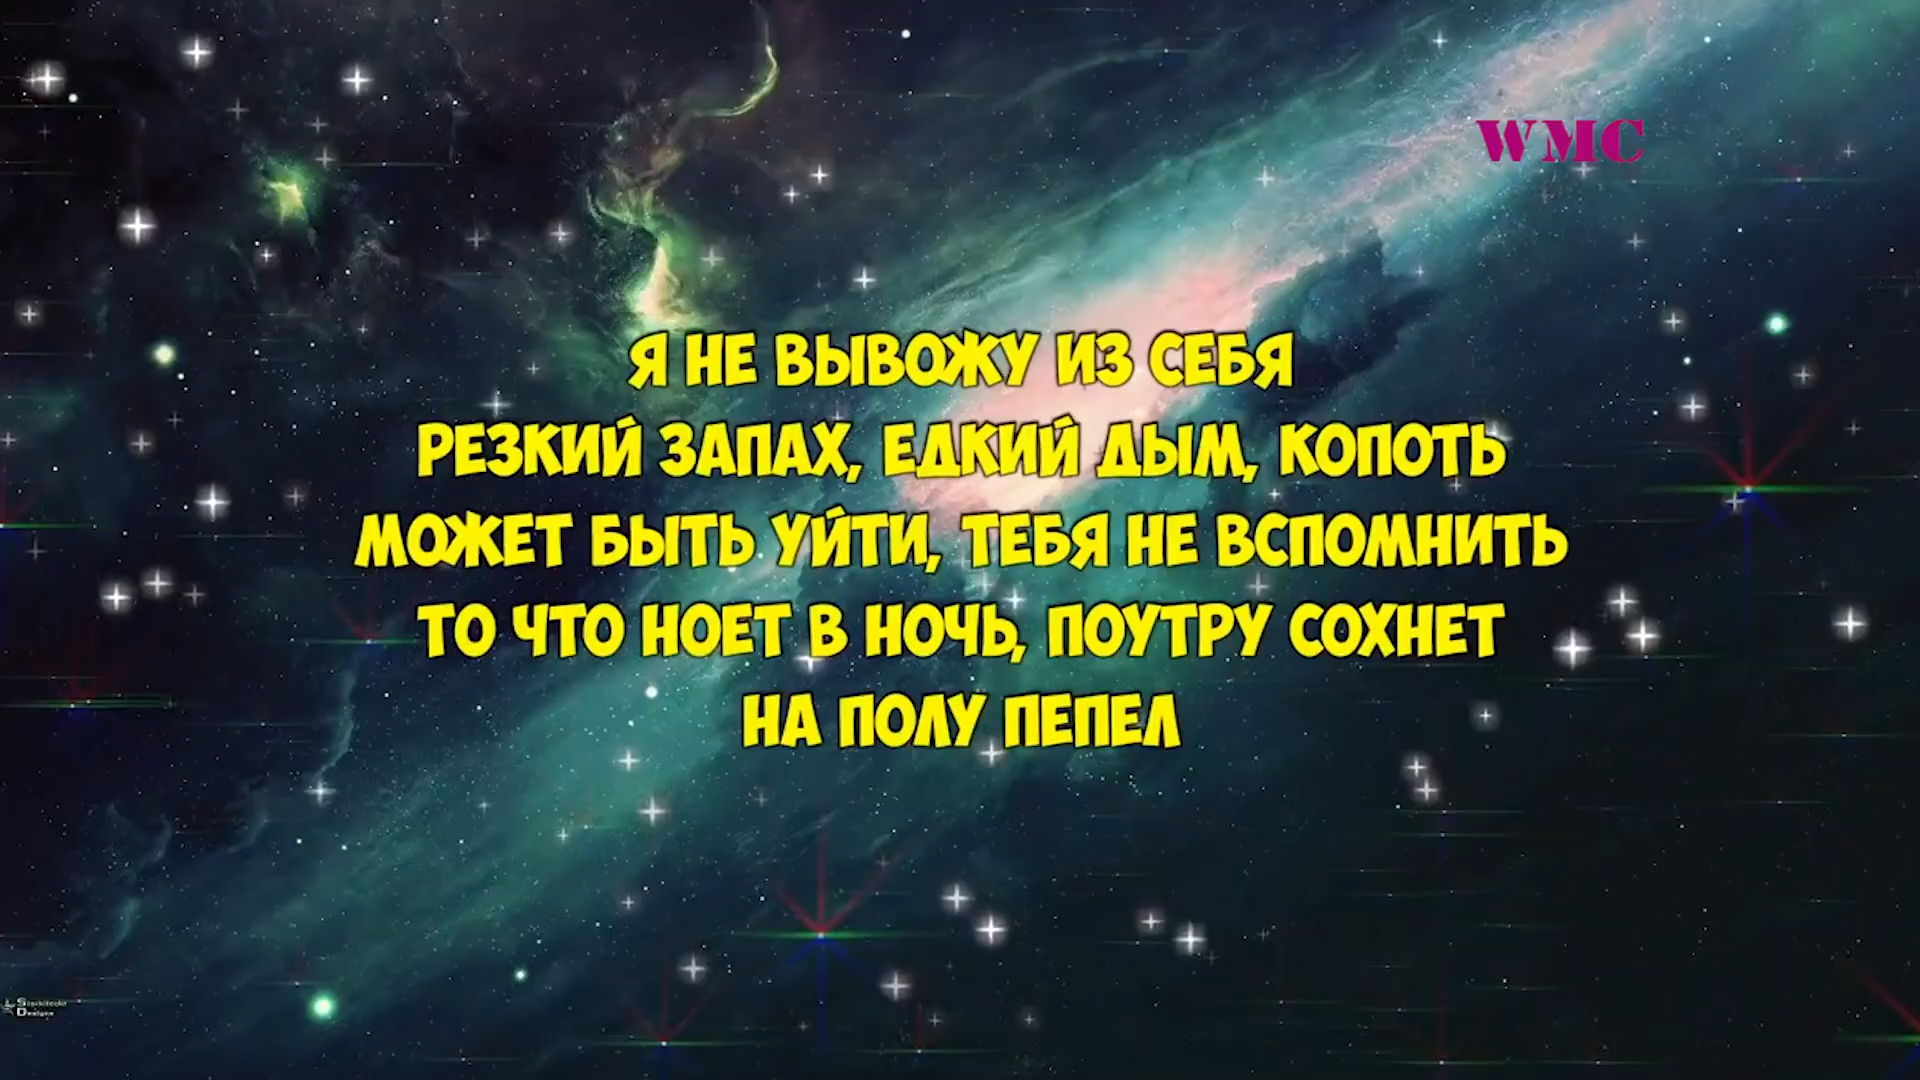 WMC
Я НЕ ВЫВОЖУ ИЗ СЕБЯ
РЕЗКИЙ ЗАПАХ, ЕДКИЙ ДЫМ, КОПОТЬ
МОЖЕТ БЫТЬ УЙТИ, ТЕБЯ НЕ ВСПОМНИТЬ
ТО ЧТО НОЕТ В НОЧЬ, ПОУТРУ СОХНЕТ
НА ПОЛУ ПЕПЕЛ